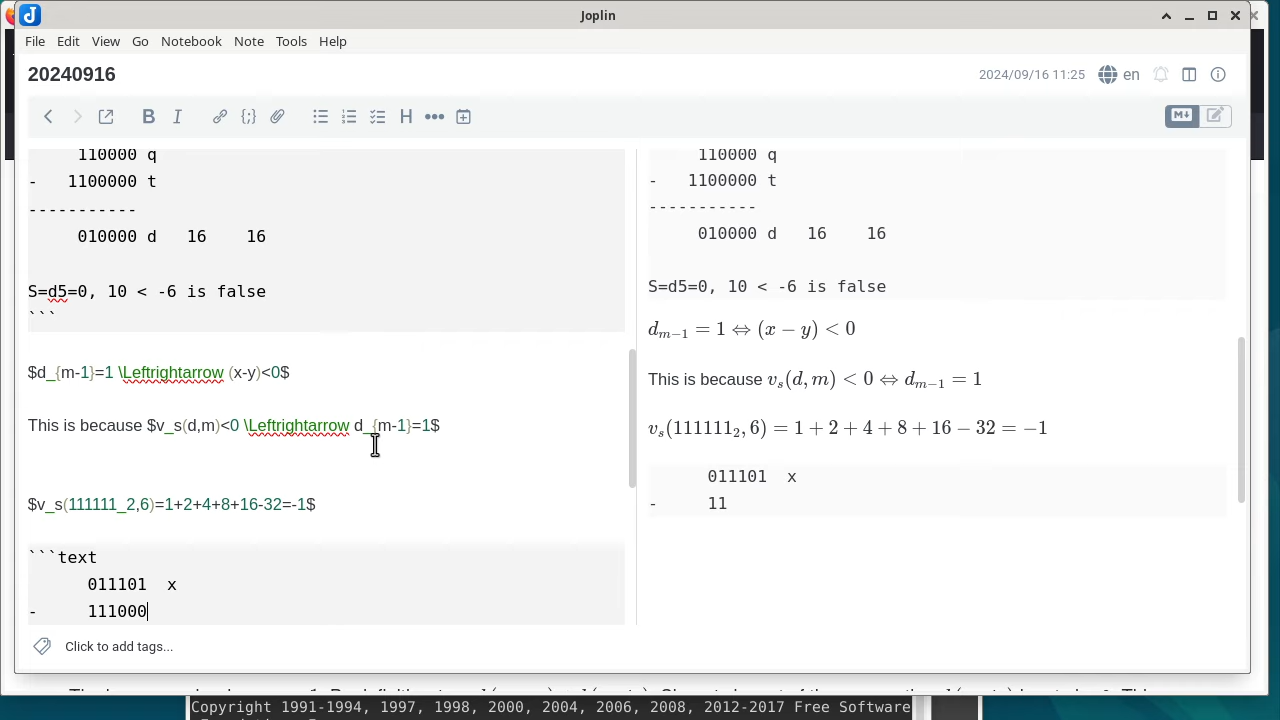 Joplin
File Edit View Go Notebook Note Tools Help
20240916
2024/09/16 11:25 en
110000 q
- 1100000 t
-----------
010000 d 16 16
S=d5=0, 10 < -6 is false
```
$d_{m-1}=1 \Leftrightarrow (x-y)<0$
This is because $v_s(d,m)<0 \Leftrightarrow d_{m-1}=1$
$v_s(111111_2,6)=1+2+4+8+16-32=-1$
```text
011101 x
- 111000
110000 q
- 1100000 t
-----------
010000 d 16 16
S=d5=0, 10 < -6 is false
d_{m−1} = 1 ⇔ (x − y) < 0
This is because v_s(d, m) < 0 ⇔ d_{m−1} = 1
v_s(111111_2, 6) = 1 + 2 + 4 + 8 + 16 − 32 = −1
011101 x
- 11
Click to add tags...
Copyright 1991-1994, 1997, 1998, 2000, 2004, 2006, 2008, 2012-2017 Free Software